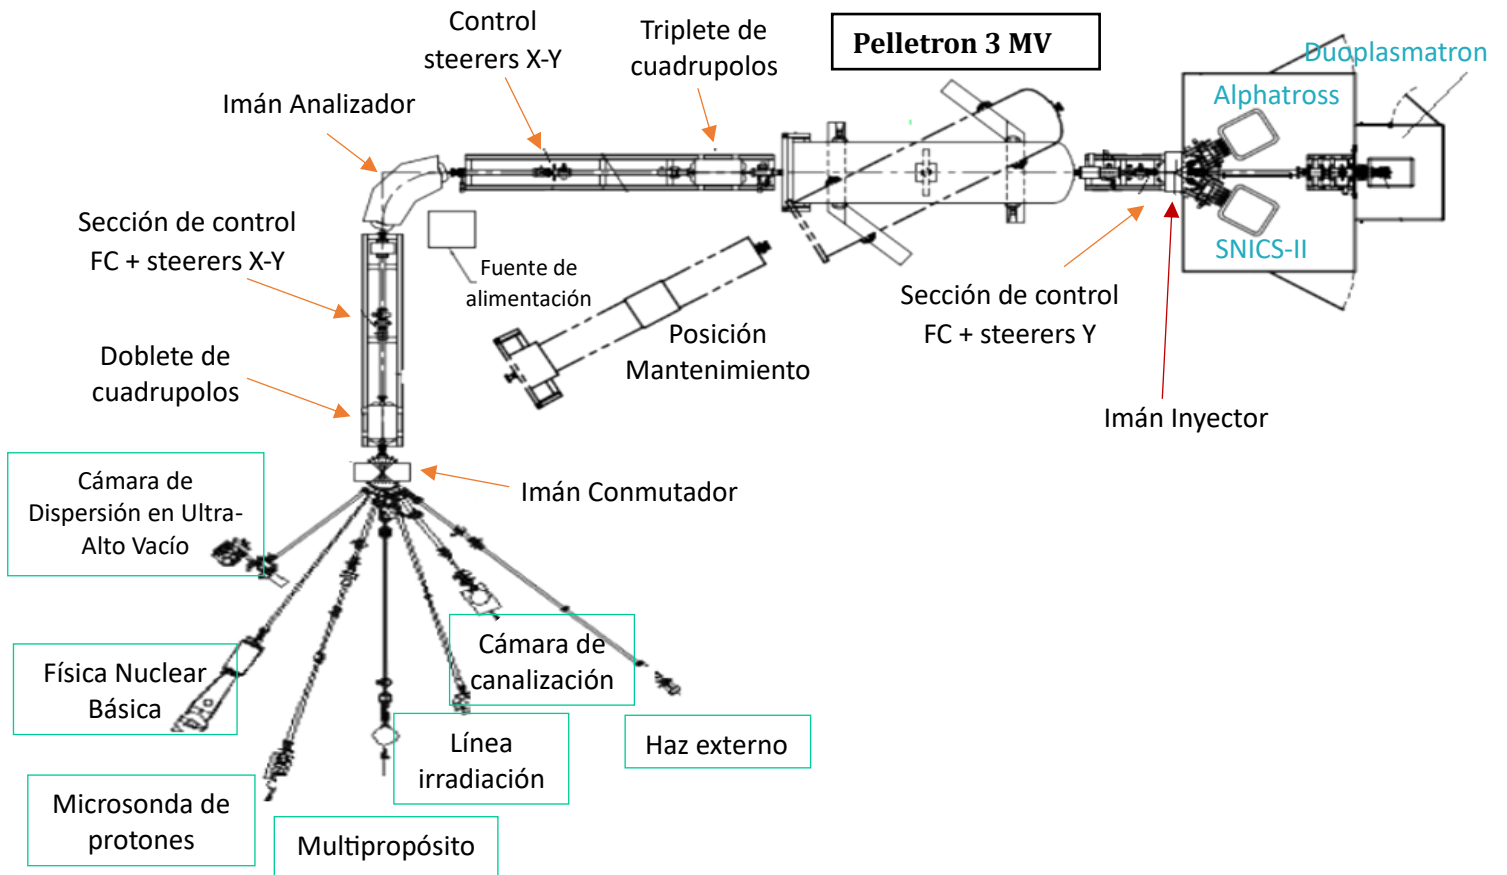 Control
steerers X-Y
Triplete de
cuadrupolos
Pelletron 3 MV
Duoplasmatron
Alphatross
Imán Analizador
Sección de control
FC + steerers X-Y
SNICS-II
Fuente de
alimentación
Sección de control
FC + steerers Y
Posición
Mantenimiento
Doblete de
cuadrupolos
Imán Inyector
Imán Conmutador
Cámara de
Dispersión en Ultra-
Alto Vacío
Física Nuclear
Básica
Cámara de
canalización
Línea
irradiación
Haz externo
Microsonda de
protones
Multipropósito